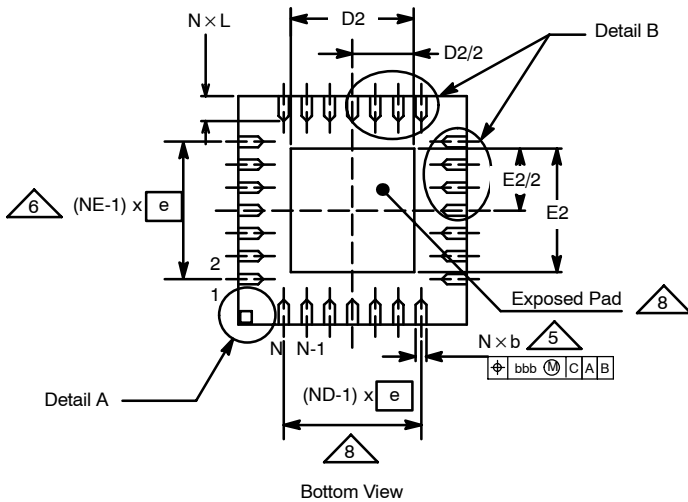 D2
N×L
D2/2
Detail B
6
(NE-1) x e
E2/2
E2
2
1
Exposed Pad
8
N
N-1
N×b
5
⌖ bbb Ⓜ C A B
Detail A
(ND-1) x e
8
Bottom View